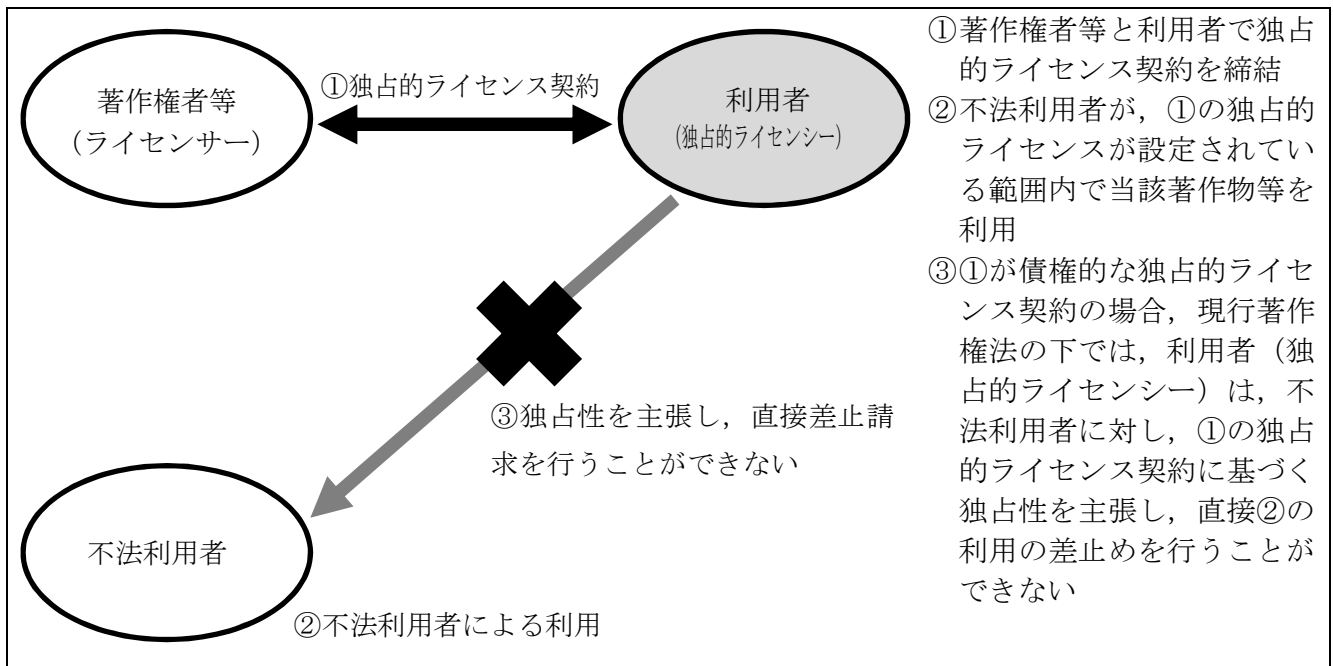 著作権者等
(ライセンサー)
①独占的ライセンス契約
利用者
(独占的ライセンシー)
③独占性を主張し，直接差止請
求を行うことができない
不法利用者
②不法利用者による利用
①著作権者等と利用者で独占
的ライセンス契約を締結
②不法利用者が，①の独占的
ライセンスが設定されてい
る範囲内で当該著作物等を
利用
③①が債権的な独占的ライセ
ンス契約の場合，現行著作
権法の下では，利用者（独
占的ライセンシー）は，不
法利用者に対し，①の独占
的ライセンス契約に基づく
独占性を主張し，直接②の
利用の差止めを行うことが
できない